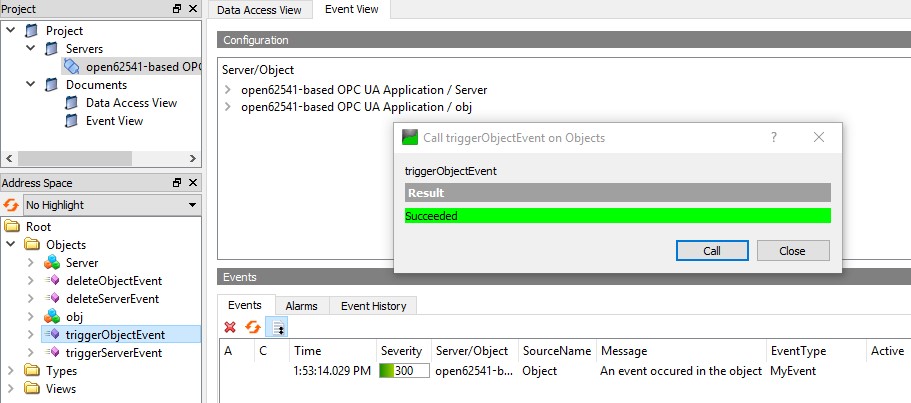 Project
Project
Servers
open62541-based OPC
Documents
Data Access View
Event View
Address Space
No Highlight
Root
Objects
Server
deleteObjectEvent
deleteServerEvent
obj
triggerObjectEvent
triggerServerEvent
Types
Views
Data Access View
Event View
Configuration
Server/Object
open62541-based OPC UA Application / Server
open62541-based OPC UA Application / obj
Call triggerObjectEvent on Objects
?
triggerObjectEvent
Result
Succeeded
Call Close
Events
Events Alarms Event History
A C Time Severity Server/Object SourceName Message EventType Active
1:53:14.029 PM 300 open62541-b... Object An event occured in the object MyEvent